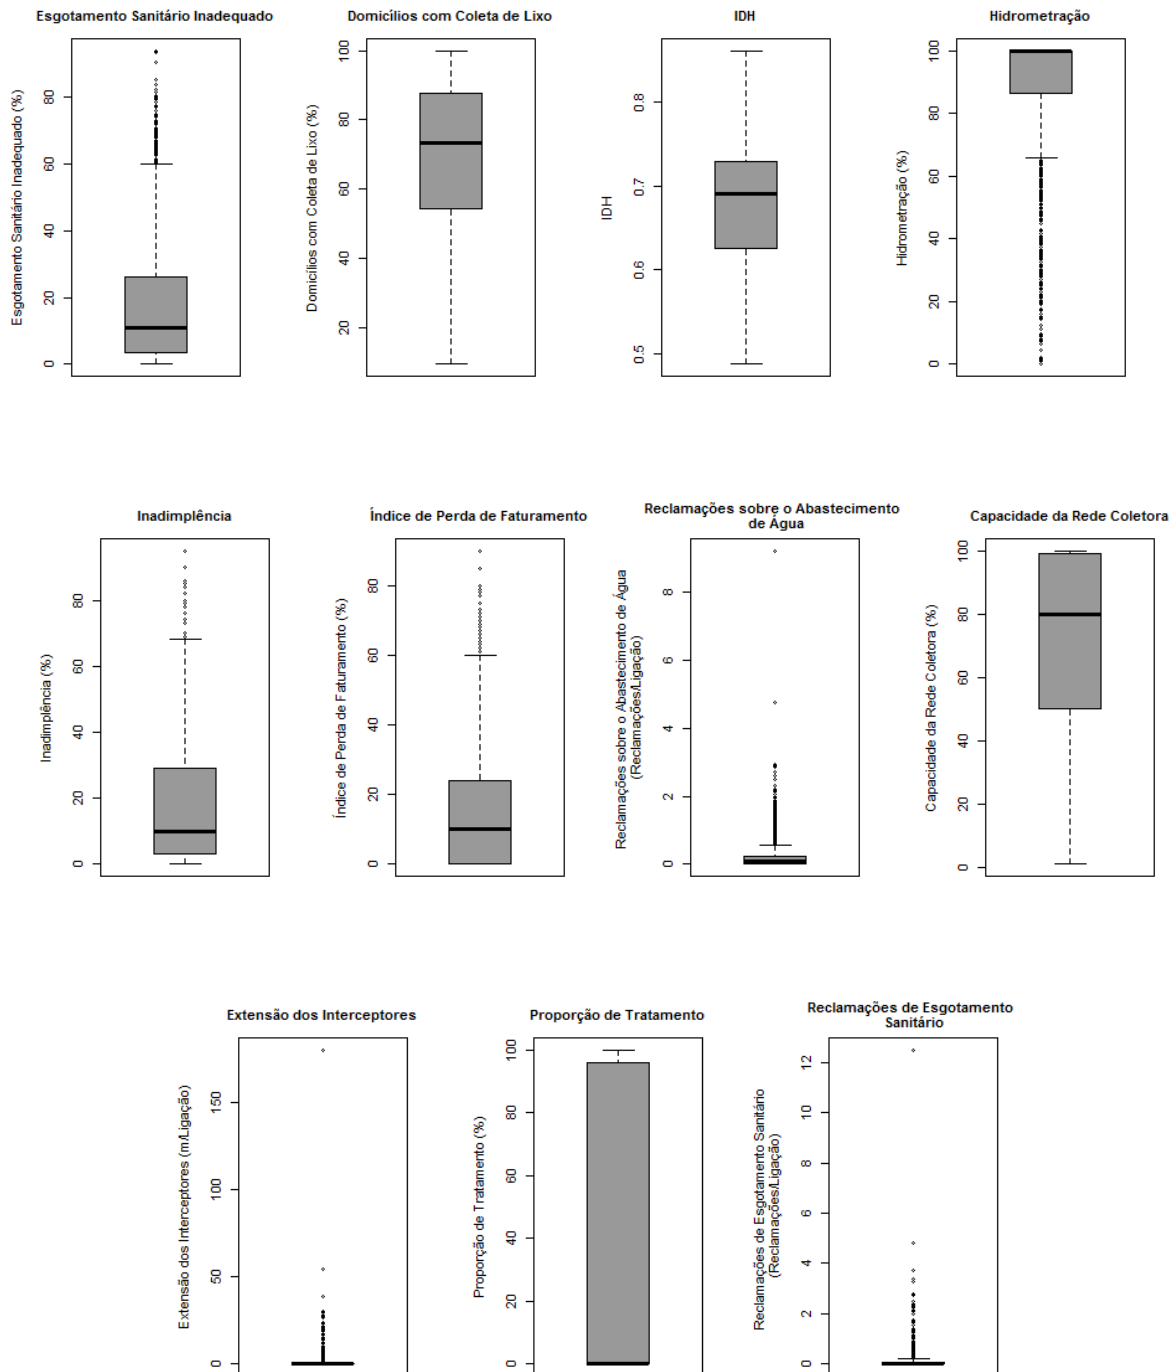 Esgotamento Sanitário Inadequado
Esgotamento Sanitário Inadequado (%)
0
20
40
60
80
Domicílios com Coleta de Lixo
Domicílios com Coleta de Lixo (%)
20
40
60
80
100
IDH
IDH
0.5
0.6
0.7
0.8
Hidrometração
Hidrometração (%)
0
20
40
60
80
100
Inadimplência
Inadimplência (%)
0
20
40
60
80
Índice de Perda de Faturamento
Índice de Perda de Faturamento (%)
0
20
40
60
80
Reclamações sobre o Abastecimento
de Água
Reclamações sobre o Abastecimento de Água
(Reclamações/Ligação)
0
2
4
6
8
Capacidade da Rede Coletora
Capacidade da Rede Coletora (%)
0
20
40
60
80
100
Extensão dos Interceptores
Extensão dos Interceptores (m/Ligação)
0
50
100
150
Proporção de Tratamento
Proporção de Tratamento (%)
0
20
40
60
80
100
Reclamações de Esgotamento
Sanitário
Reclamações de Esgotamento Sanitário
(Reclamações/Ligação)
0
2
4
6
8
10
12